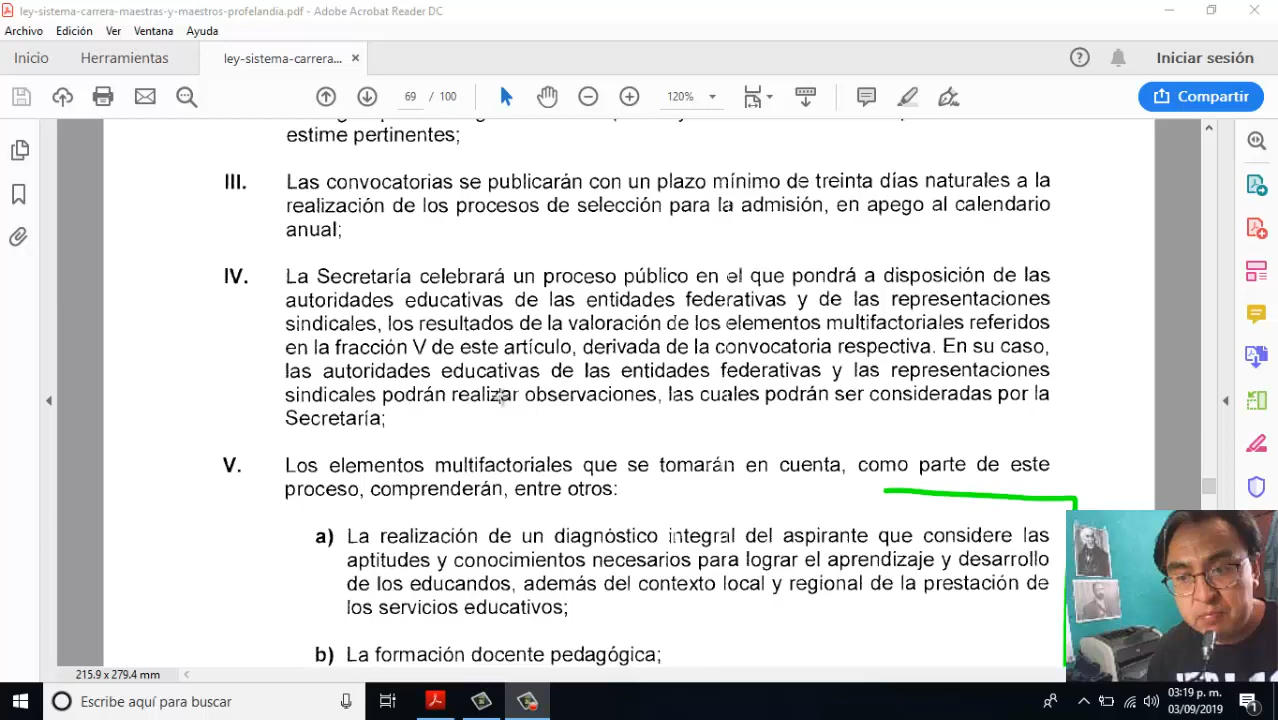 ley-sistema-carrera-maestras-y-maestros-profelandia.pdf - Adobe Acrobat Reader DC
Archivo Edición Ver Ventana Ayuda
Inicio Herramientas ley-sistema-carrera... Iniciar sesión
69 / 100 120% Compartir
estime pertinentes;
III. Las convocatorias se publicarán con un plazo mínimo de treinta días naturales a la
realización de los procesos de selección para la admisión, en apego al calendario
anual;
IV. La Secretaría celebrará un proceso público en el que pondrá a disposición de las
autoridades educativas de las entidades federativas y de las representaciones
sindicales, los resultados de la valoración de los elementos multifactoriales referidos
en la fracción V de este artículo, derivada de la convocatoria respectiva. En su caso,
las autoridades educativas de las entidades federativas y las representaciones
sindicales podrán realizar observaciones, las cuales podrán ser consideradas por la
Secretaría;
V. Los elementos multifactoriales que se tomarán en cuenta, como parte de este
proceso, comprenderán, entre otros:
a) La realización de un diagnóstico integral del aspirante que considere las
aptitudes y conocimientos necesarios para lograr el aprendizaje y desarrollo
de los educandos, además del contexto local y regional de la prestación de
los servicios educativos;
b) La formación docente pedagógica;
215.9 x 279.4 mm
Escribe aquí para buscar
03:19 p. m.
03/09/2019
1